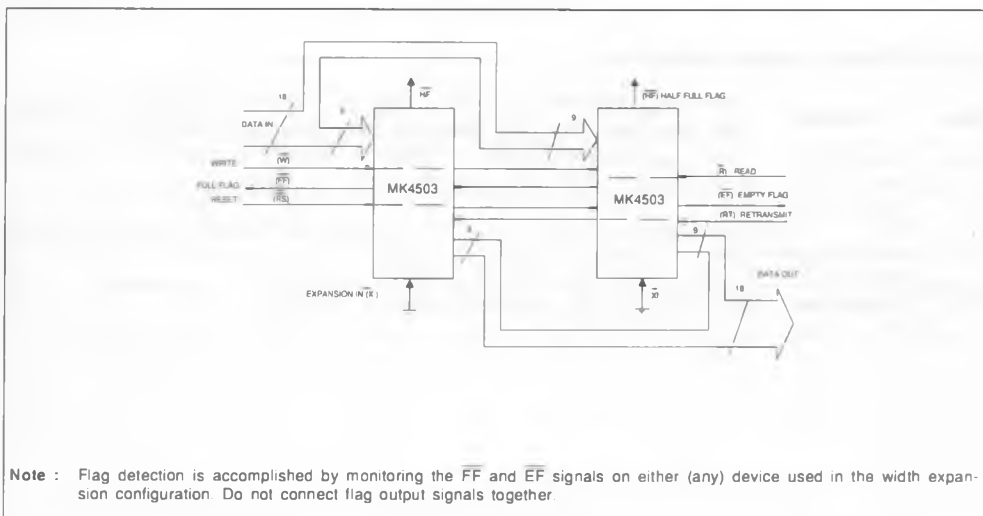 (HF) HALF FULL FLAG
HF
18
9
9
DATA IN
WRITE
(W)
R) READ
FULL FLAG
(FF)
MK4503
MK4503
(EF) EMPTY FLAG
RESET
(RS)
(RT) RETRANSMIT
9
9
DATA OUT
EXPANSION IN (X )
XI
18
Note : Flag detection is accomplished by monitoring the FF and EF signals on either (any) device used in the width expan-
sion configuration. Do not connect flag output signals together.